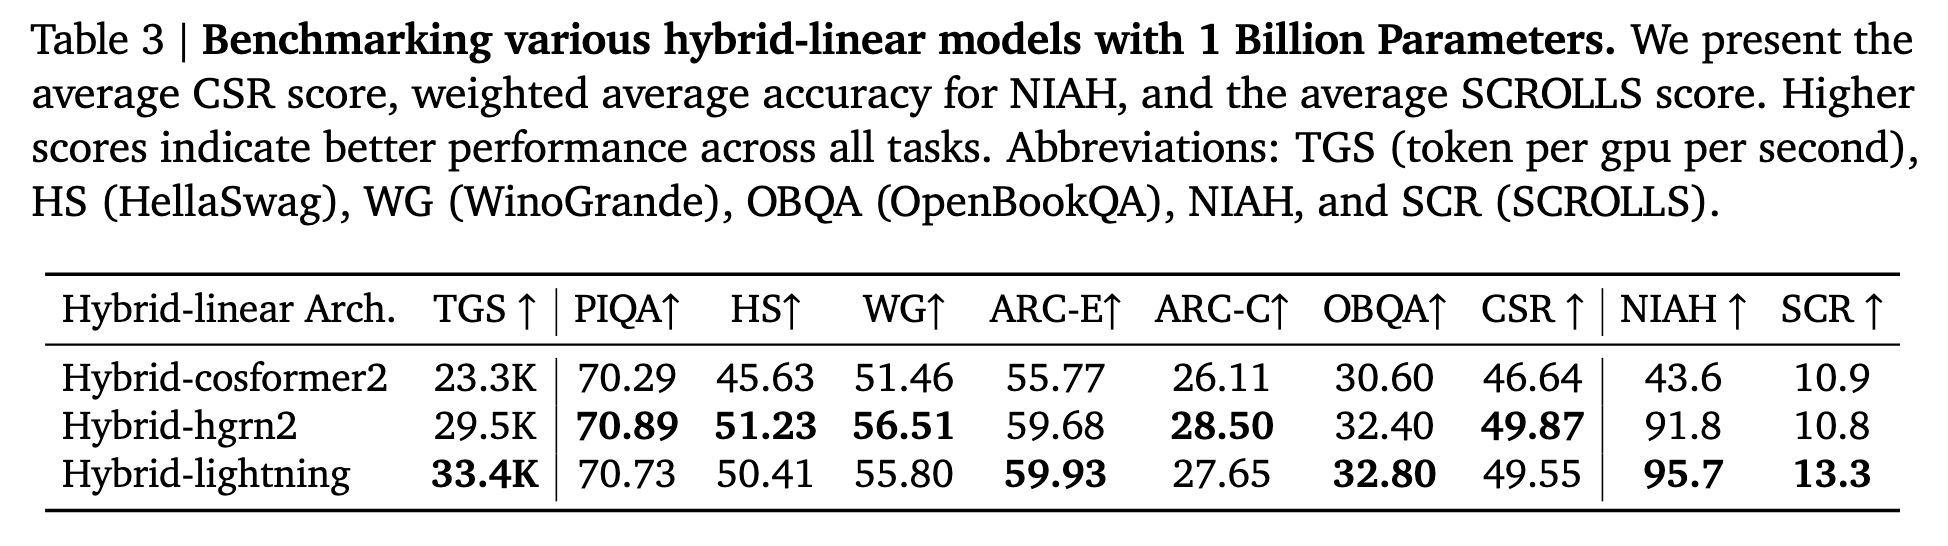 Table 3 | Benchmarking various hybrid-linear models with 1 Billion Parameters. We present the
average CSR score, weighted average accuracy for NIAH, and the average SCROLLS score. Higher
scores indicate better performance across all tasks. Abbreviations: TGS (token per gpu per second),
HS (HellaSwag), WG (WinoGrande), OBQA (OpenBookQA), NIAH, and SCR (SCROLLS).
Hybrid-linear Arch. TGS ↑ PIQA↑ HS↑ WG↑ ARC-E↑ ARC-C↑ OBQA↑ CSR ↑ NIAH ↑ SCR ↑
Hybrid-cosformer2 23.3K 70.29 45.63 51.46 55.77 26.11 30.60 46.64 43.6 10.9
Hybrid-hgrn2 29.5K 70.89 51.23 56.51 59.68 28.50 32.40 49.87 91.8 10.8
Hybrid-lightning 33.4K 70.73 50.41 55.80 59.93 27.65 32.80 49.55 95.7 13.3